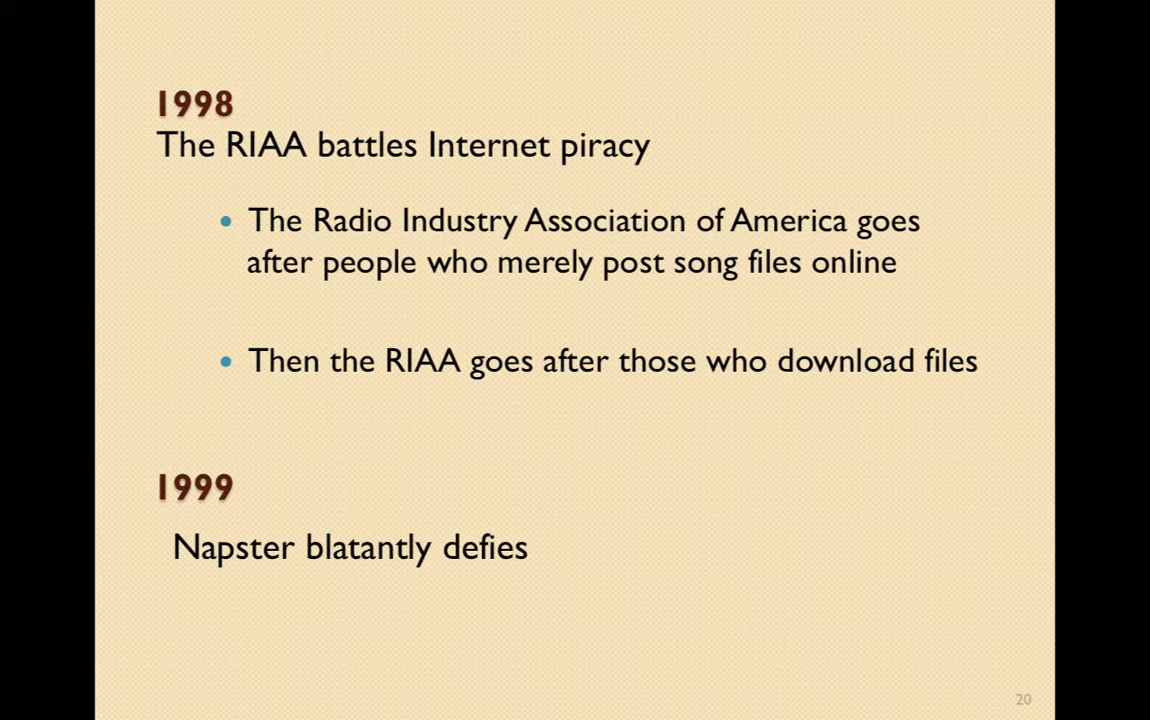 1998
The RIAA battles Internet piracy
• The Radio Industry Association of America goes
after people who merely post song files online
• Then the RIAA goes after those who download files
1999
Napster blatantly defies
20